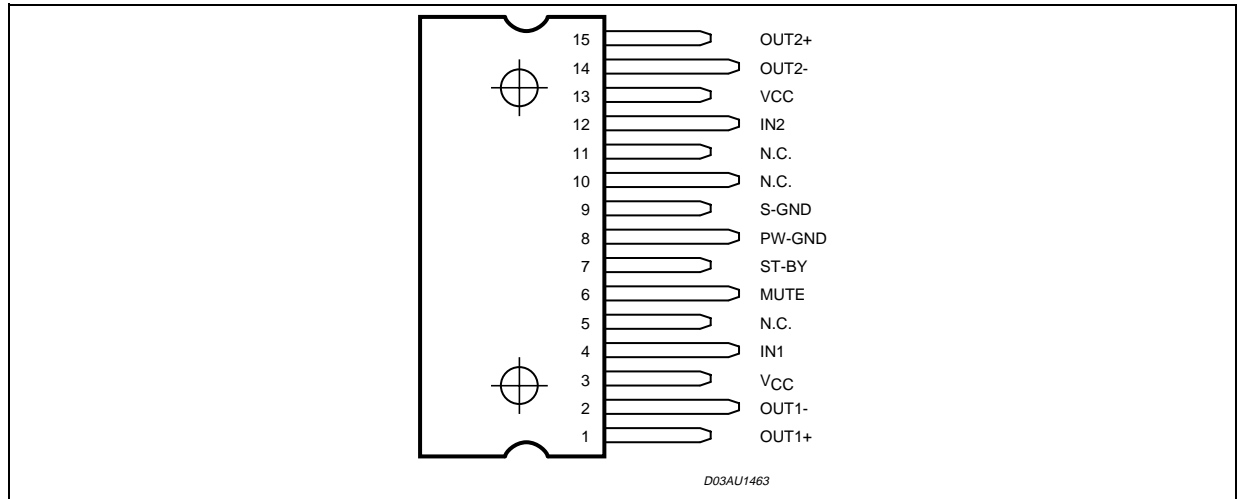 15 OUT2+
14 OUT2-
13 VCC
12 IN2
11 N.C.
10 N.C.
9 S-GND
8 PW-GND
7 ST-BY
6 MUTE
5 N.C.
4 IN1
3 VCC
2 OUT1-
1 OUT1+
D03AU1463